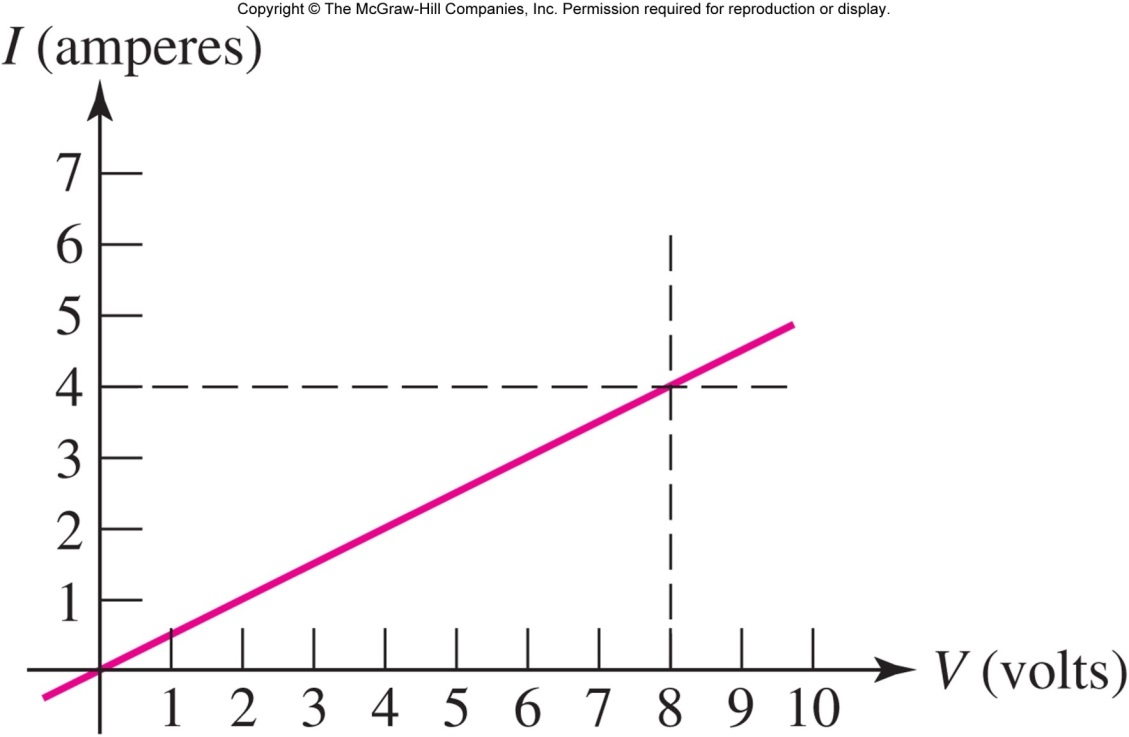 Copyright © The McGraw-Hill Companies, Inc. Permission required for reproduction or display.
I (amperes)
7
6
5
4
3
2
1
V (volts)
1 2 3 4 5 6 7 8 9 10